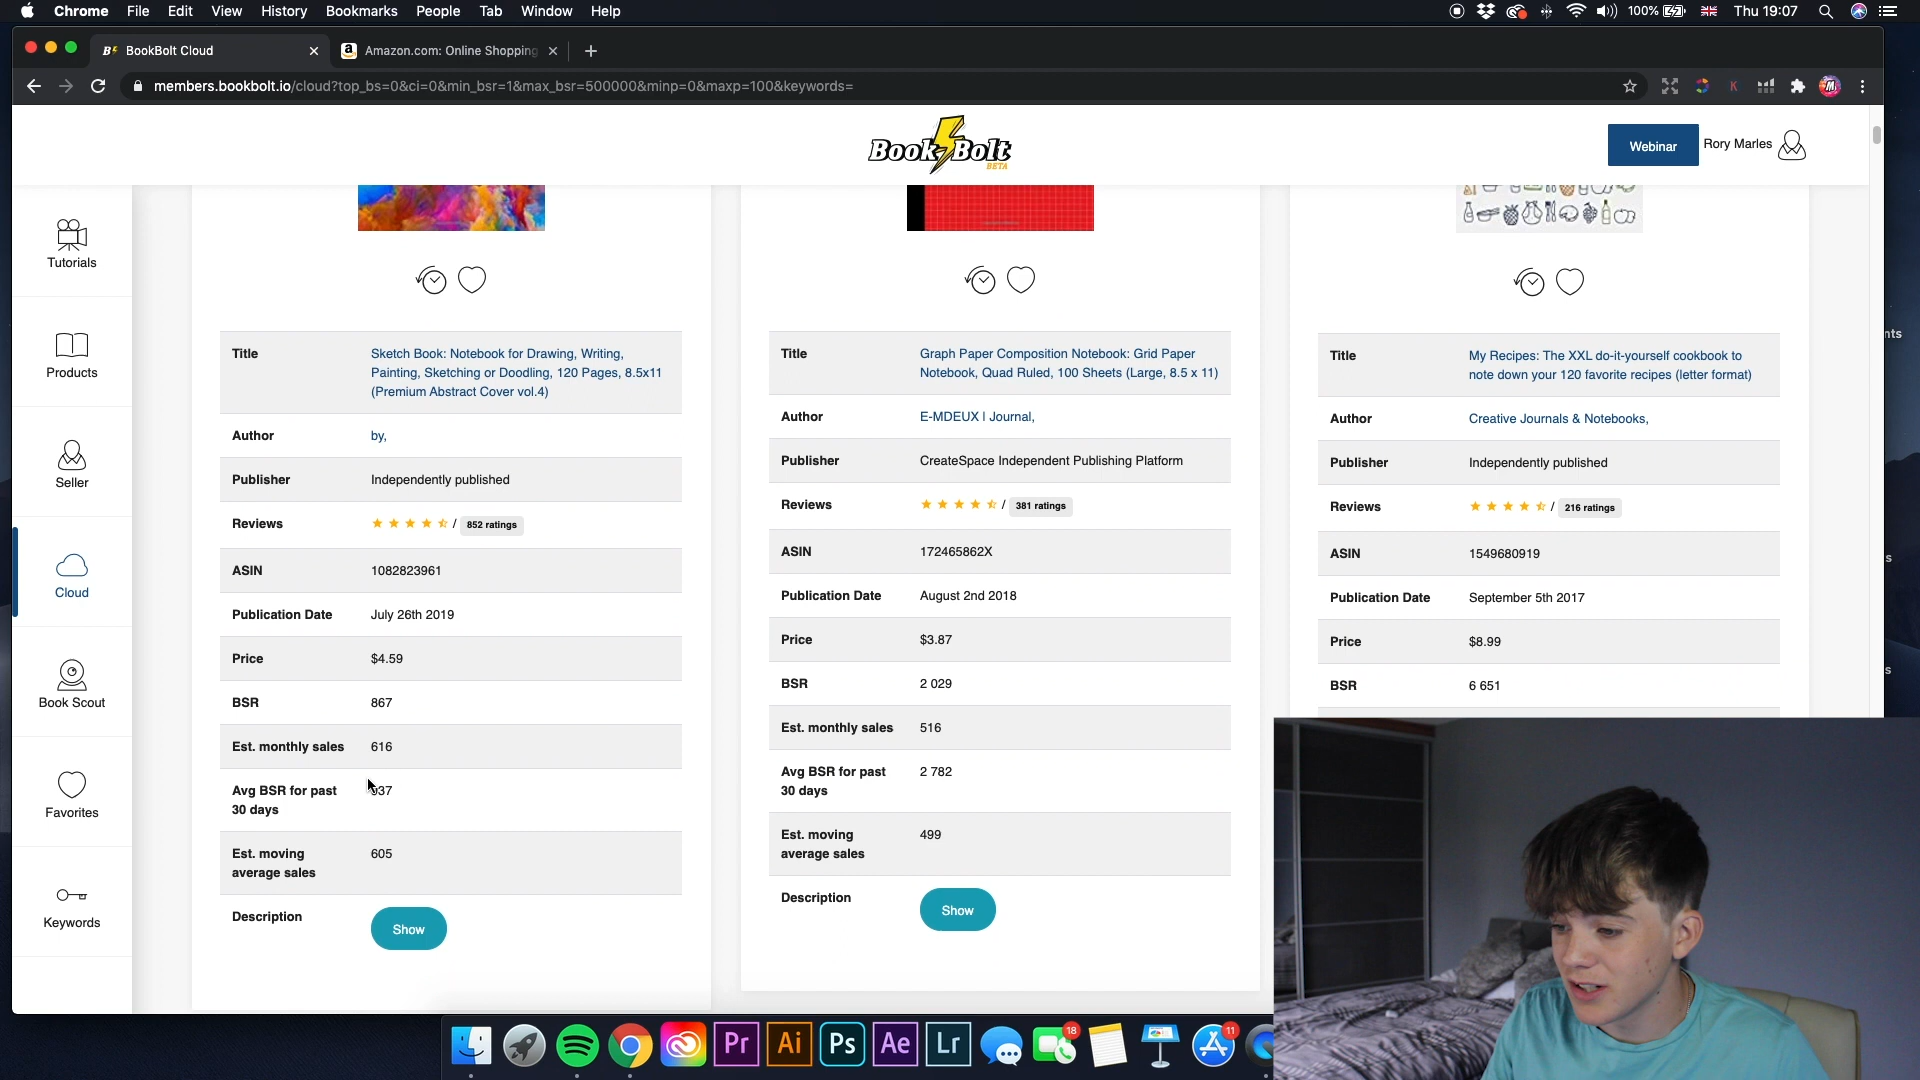 Chrome File Edit View History Bookmarks People Tab Window Help
100% Thu 19:07
BookBolt Cloud
Amazon.com: Online Shopping
members.bookbolt.io/cloud?top_bs=0&ci=0&min_bsr=1&max_bsr=500000&minp=0&maxp=100&keywords=
Book Bolt
BETA
Webinar
Rory Marles
Tutorials
Products
Seller
Cloud
Book Scout
Favorites
Keywords
Title
Sketch Book: Notebook for Drawing, Writing,
Painting, Sketching or Doodling, 120 Pages, 8.5x11
(Premium Abstract Cover vol.4)
Author by,
Publisher Independently published
Reviews / 852 ratings
ASIN 1082823961
Publication Date July 26th 2019
Price $4.59
BSR 867
Est. monthly sales 616
Avg BSR for past
30 days
Est. moving 605
average sales
Description
Show
Title
Graph Paper Composition Notebook: Grid Paper
Notebook, Quad Ruled, 100 Sheets (Large, 8.5 x 11)
Author E-MDEUX l Journal,
Publisher CreateSpace Independent Publishing Platform
Reviews / 381 ratings
ASIN 172465862X
Publication Date August 2nd 2018
Price $3.87
BSR 2 029
Est. monthly sales 516
Avg BSR for past 2 782
30 days
Est. moving 499
average sales
Description
Show
Title
My Recipes: The XXL do-it-yourself cookbook to
note down your 120 favorite recipes (letter format)
Author Creative Journals & Notebooks,
Publisher Independently published
Reviews / 216 ratings
ASIN 1549680919
Publication Date September 5th 2017
Price $8.99
BSR 6 651
nts
s
s
Pr Ai Ps Ae Lr
18
11